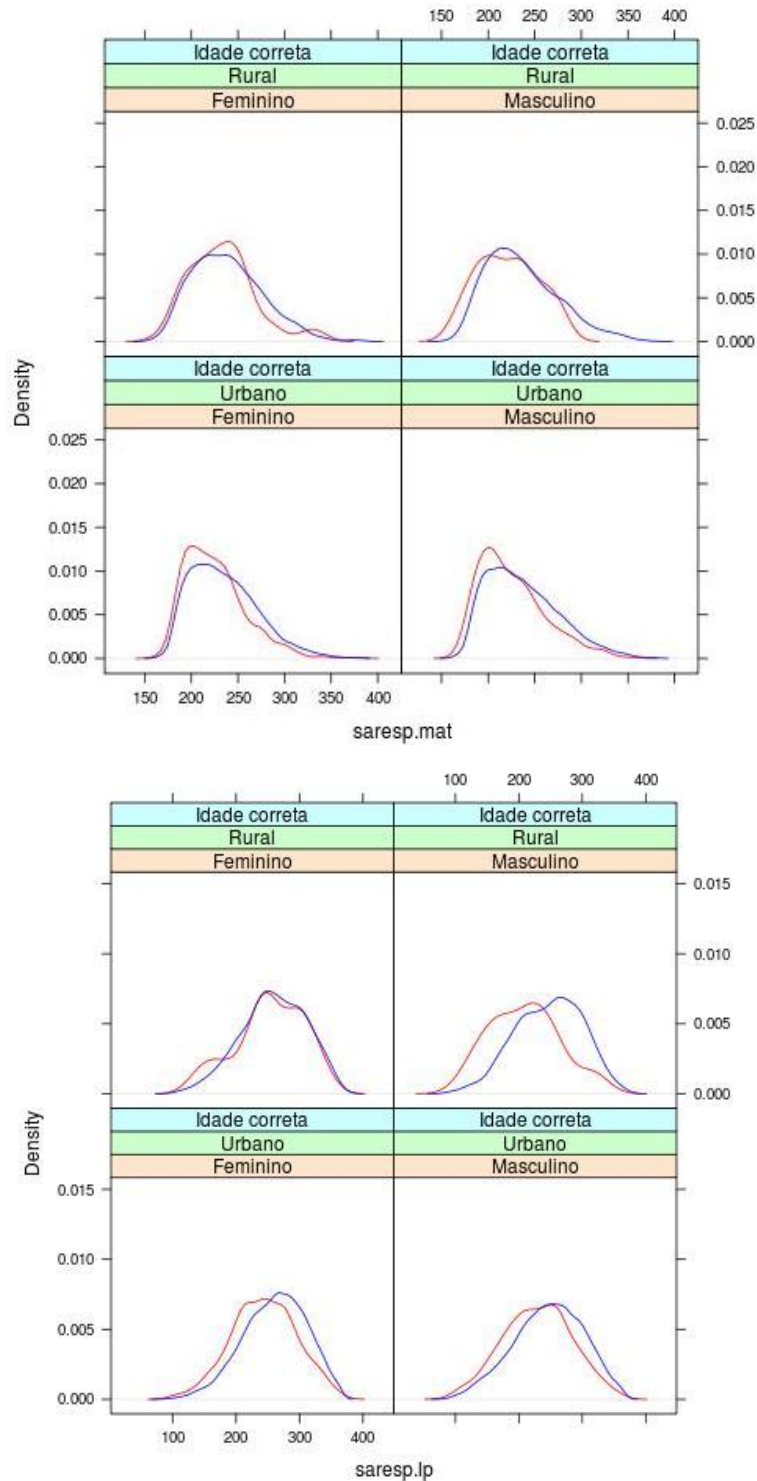 150 200 250 300 350 400
Idade correta Idade correta
Rural Rural
Feminino Masculino
0.025
0.020
0.015
0.010
0.005
0.000
Density
Idade correta Idade correta
Urbano Urbano
Feminino Masculino
0.025
0.020
0.015
0.010
0.005
0.000
150 200 250 300 350 400
saresp.mat
100 200 300 400
Idade correta Idade correta
Rural Rural
Feminino Masculino
0.015
0.010
0.005
0.000
Density
Idade correta Idade correta
Urbano Urbano
Feminino Masculino
0.015
0.010
0.005
0.000
100 200 300 400
saresp.lp